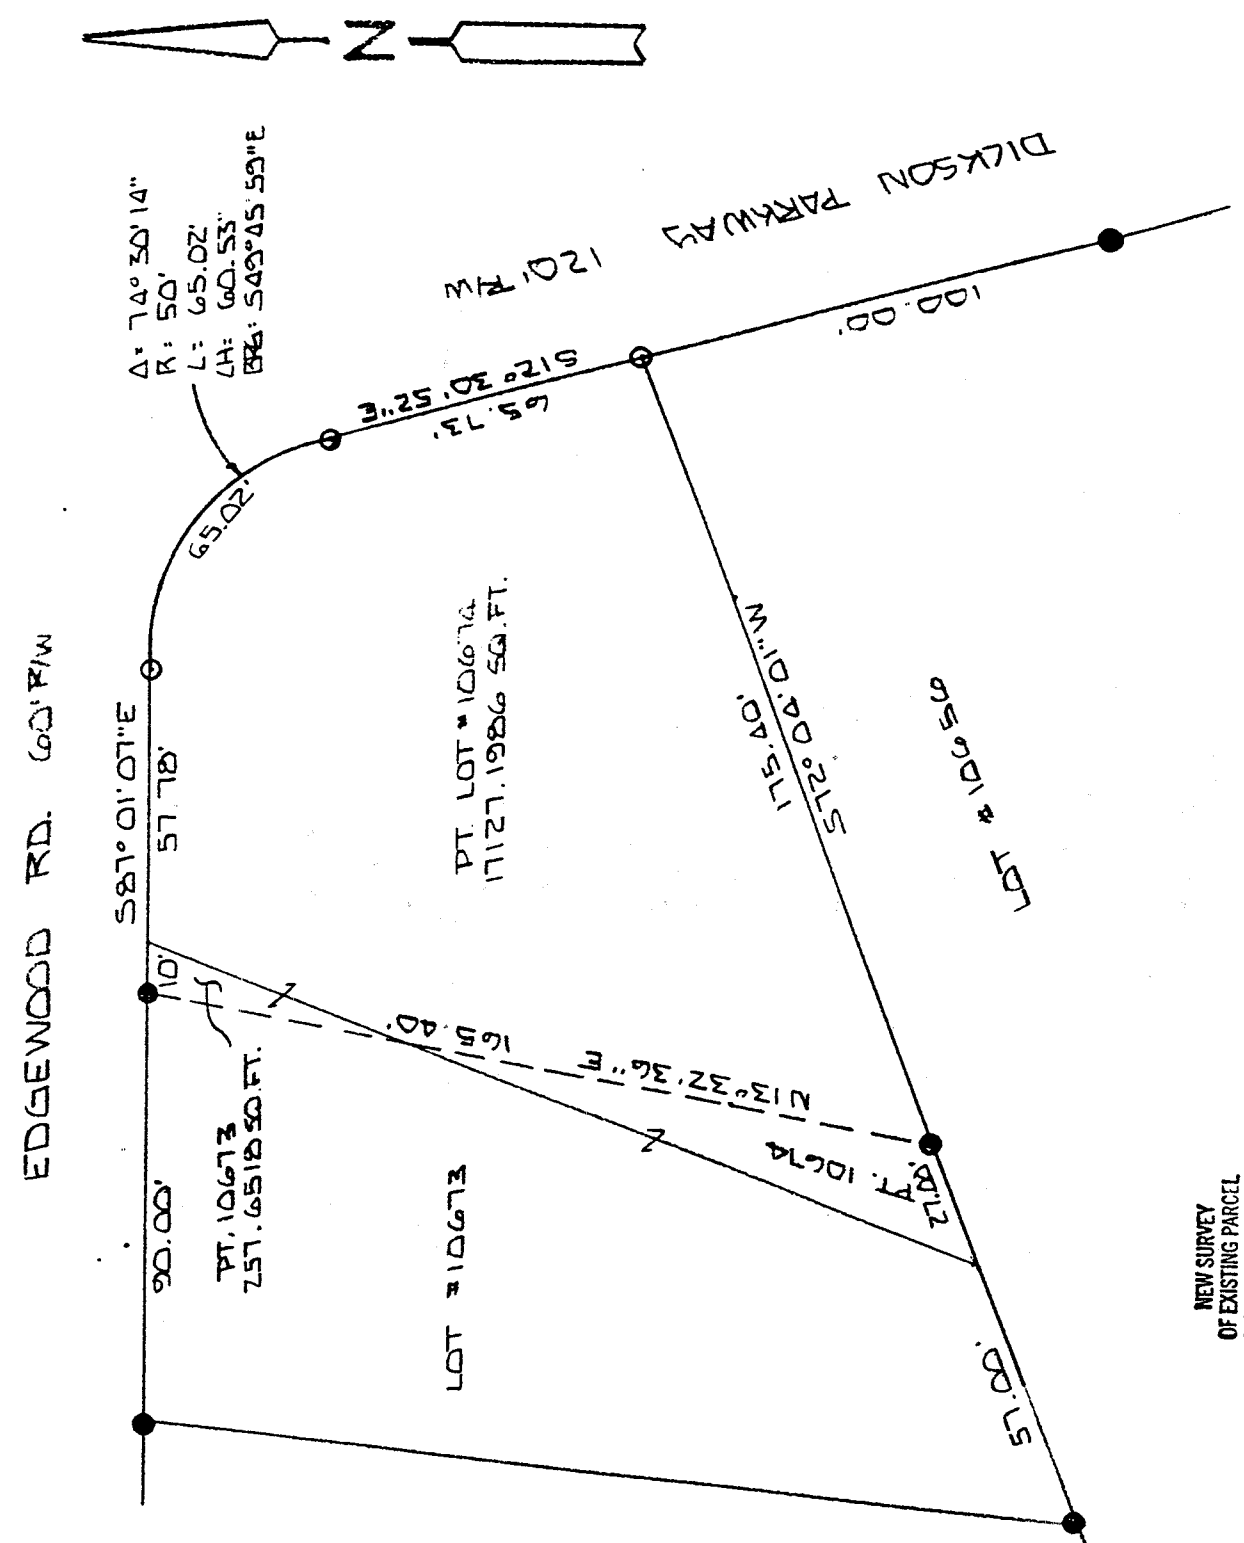 N
Δ= 74° 30' 14"
R: 50'
L: 65.02'
CH: 60.53'
BRG: S49°45'59"E
DICKSON PARKWAY 120' R/W
100.00'
S12° 30' 52"E
65.73'
65.02'
EDGEWOOD RD. 60' R/W
S87° 01' 07"E
57.78'
10'
90.00'
PT. LOT #10674
17127.1986 SQ.FT.
S72° 04' 01"W
175.40'
LOT # 10656
N13° 32' 36" E
165.40'
PT. 10673
257.6518 SQ.FT.
PT. 10674
27.00'
LOT #10673
57.00'
NEW SURVEY
OF EXISTING PARCEL